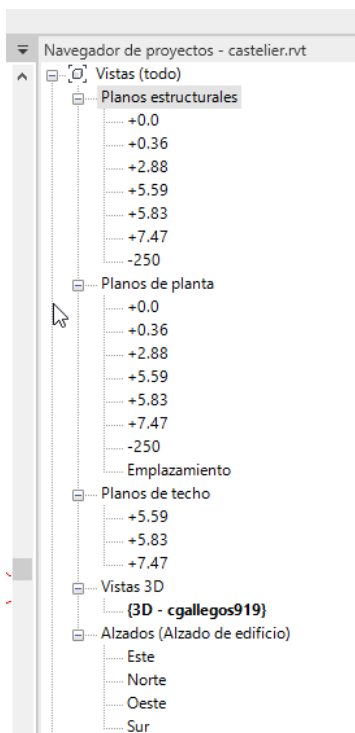 Navegador de proyectos - castelier.rvt
Vistas (todo)
Planos estructurales
+0.0
+0.36
+2.88
+5.59
+5.83
+7.47
-250
Planos de planta
+0.0
+0.36
+2.88
+5.59
+5.83
+7.47
-250
Emplazamiento
Planos de techo
+5.59
+5.83
+7.47
Vistas 3D
{3D - cgallegos919}
Alzados (Alzado de edificio)
Este
Norte
Oeste
Sur